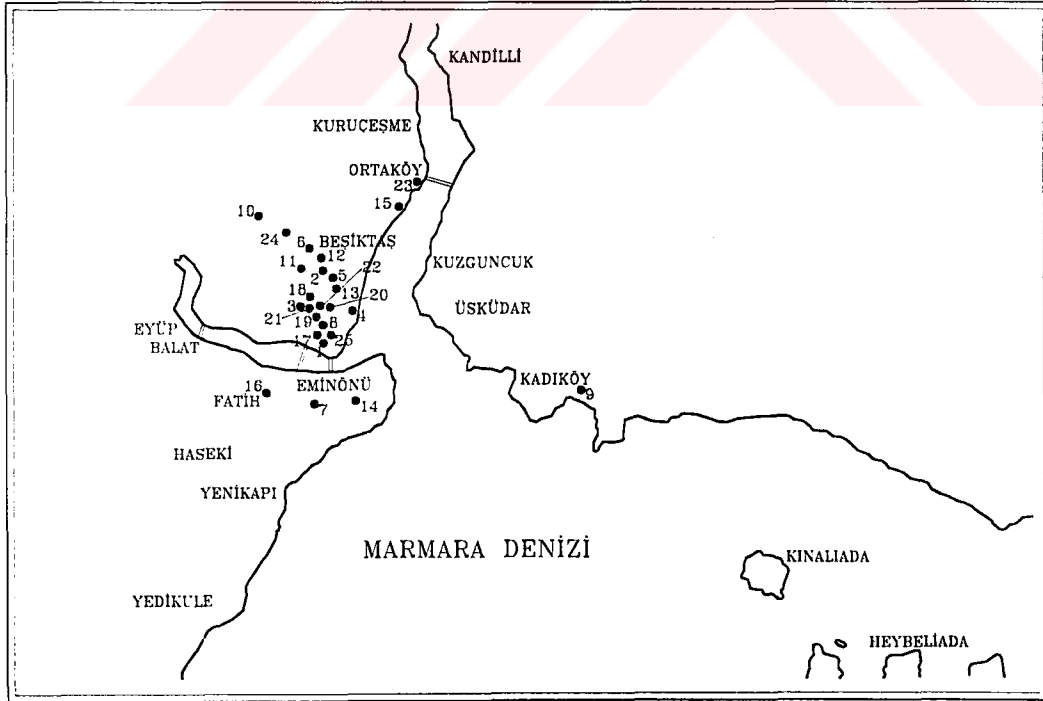 KANDİLLİ
KURUÇEŞME
ORTAKÖY
23
15
10
24
6
BEŞİKTAŞ
12
11
2
5
22
KUZGUNCUK
13
18
20
ÜSKÜDAR
3
4
21
19
8
EYÜP
BALAT
17
25
1
16
EMİNÖNÜ
KADIKÖY
9
FATİH
7
14
HASEKİ
YENİKAPI
MARMARA DENİZİ
KINALIADA
YEDİKULE
HEYBELİADA